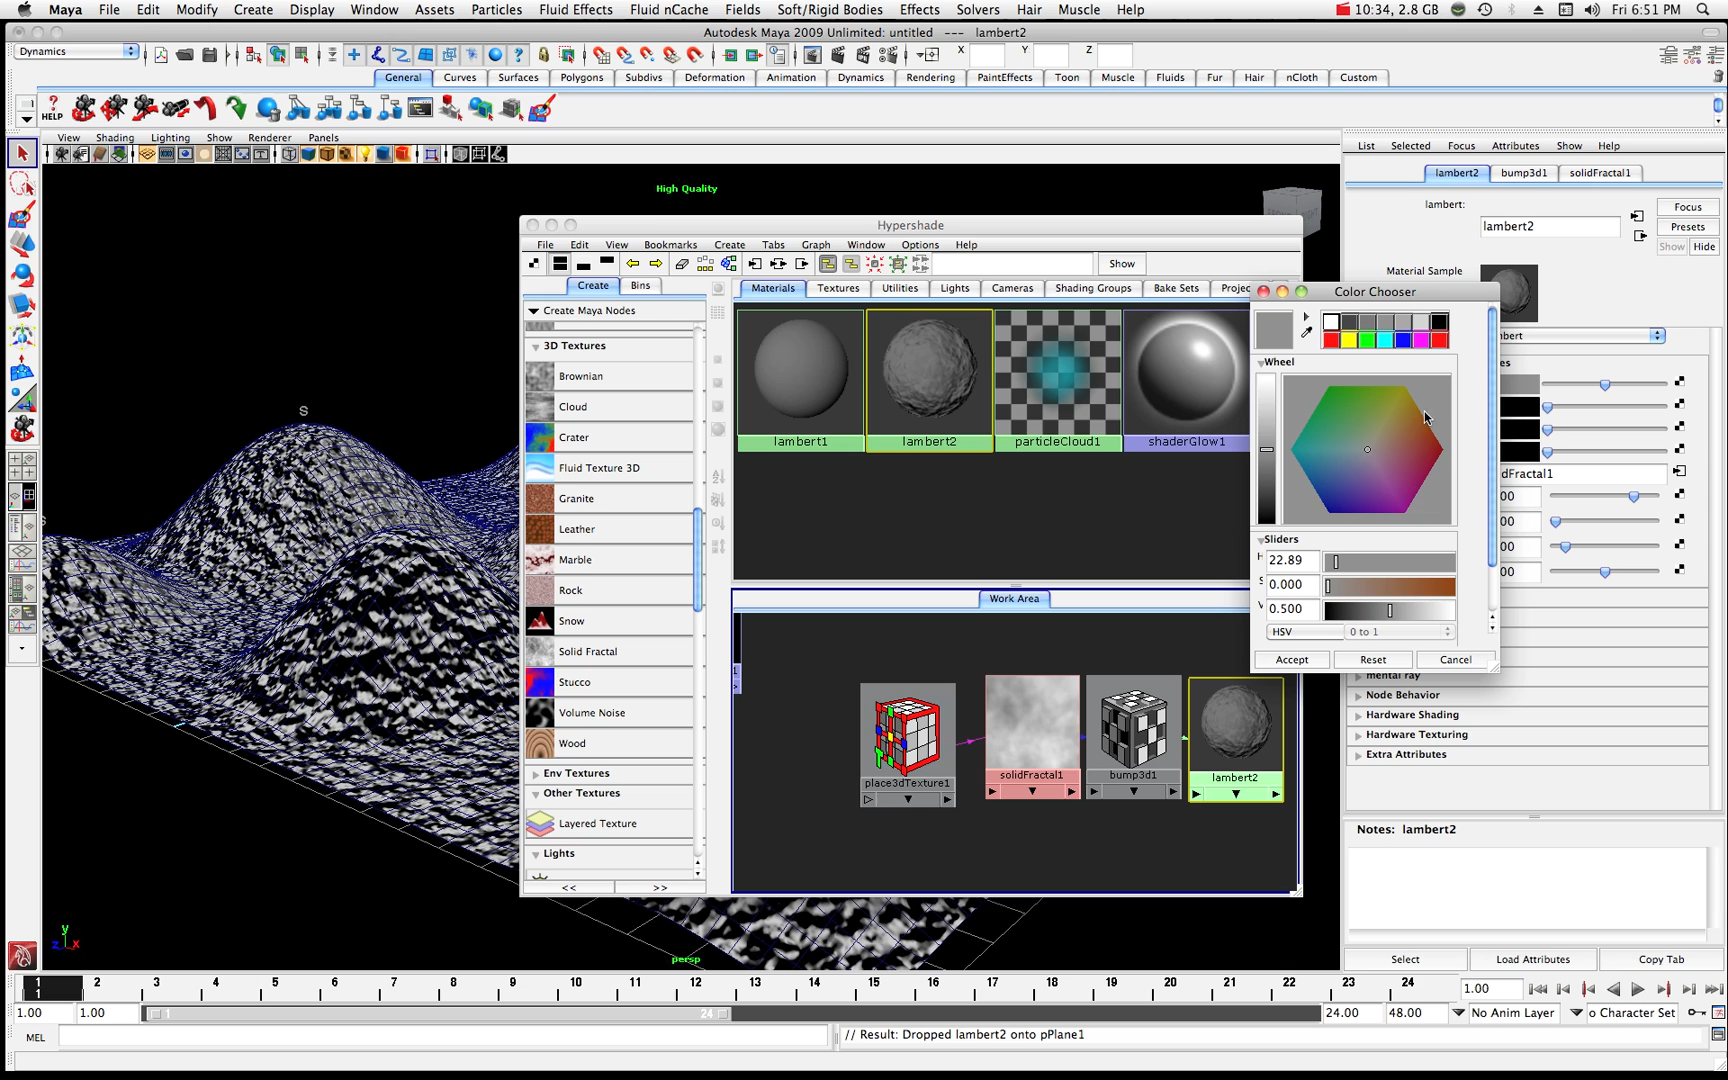 Maya File Edit Modify Create Display Window Assets Particles Fluid Effects Fluid nCache Fields Soft/Rigid Bodies Effects Solvers Hair Muscle Help 10:34, 2.8 GB Fri 6:51 PM
Autodesk Maya 2009 Unlimited: untitled --- lambert2
Dynamics X Y Z
General Curves Surfaces Polygons Subdivs Deformation Animation Dynamics Rendering PaintEffects Toon Muscle Fluids Fur Hair nCloth Custom
? HELP
View Shading Lighting Show Renderer Panels
List Selected Focus Attributes Show Help
High Quality
lambert2 bump3d1 solidFractal1
lambert: lambert2 Focus
Presets
Show Hide
Material Sample
Hypershade
File Edit View Bookmarks Create Tabs Graph Window Options Help
Show
Create Bins
Materials Textures Utilities Lights Cameras Shading Groups Bake Sets Projec
Create Maya Nodes
3D Textures
Brownian
Cloud
Crater
Fluid Texture 3D
Granite
Leather
Marble
Rock
Snow
Solid Fractal
Stucco
Volume Noise
Wood
Env Textures
Other Textures
Layered Texture
Lights
<< >>
lambert1 lambert2 particleCloud1 shaderGlow1
Work Area
place3dTexture1 solidFractal1 bump3d1 lambert2
Color Chooser
Wheel
Sliders
H 22.89
S 0.000
V 0.500
HSV 0 to 1
Accept Reset Cancel
mbert
es
dFractal1
00
00
00
00
mental ray
Node Behavior
Hardware Shading
Hardware Texturing
Extra Attributes
Notes: lambert2
Select Load Attributes Copy Tab
S
y
z x
persp
1 2 3 4 5 6 7 8 9 10 11 12 13 14 15 16 17 18 19 20 21 22 23 24 1.00
1
1.00 1.00 1 24 24.00 48.00 No Anim Layer o Character Set
MEL // Result: Dropped lambert2 onto pPlane1